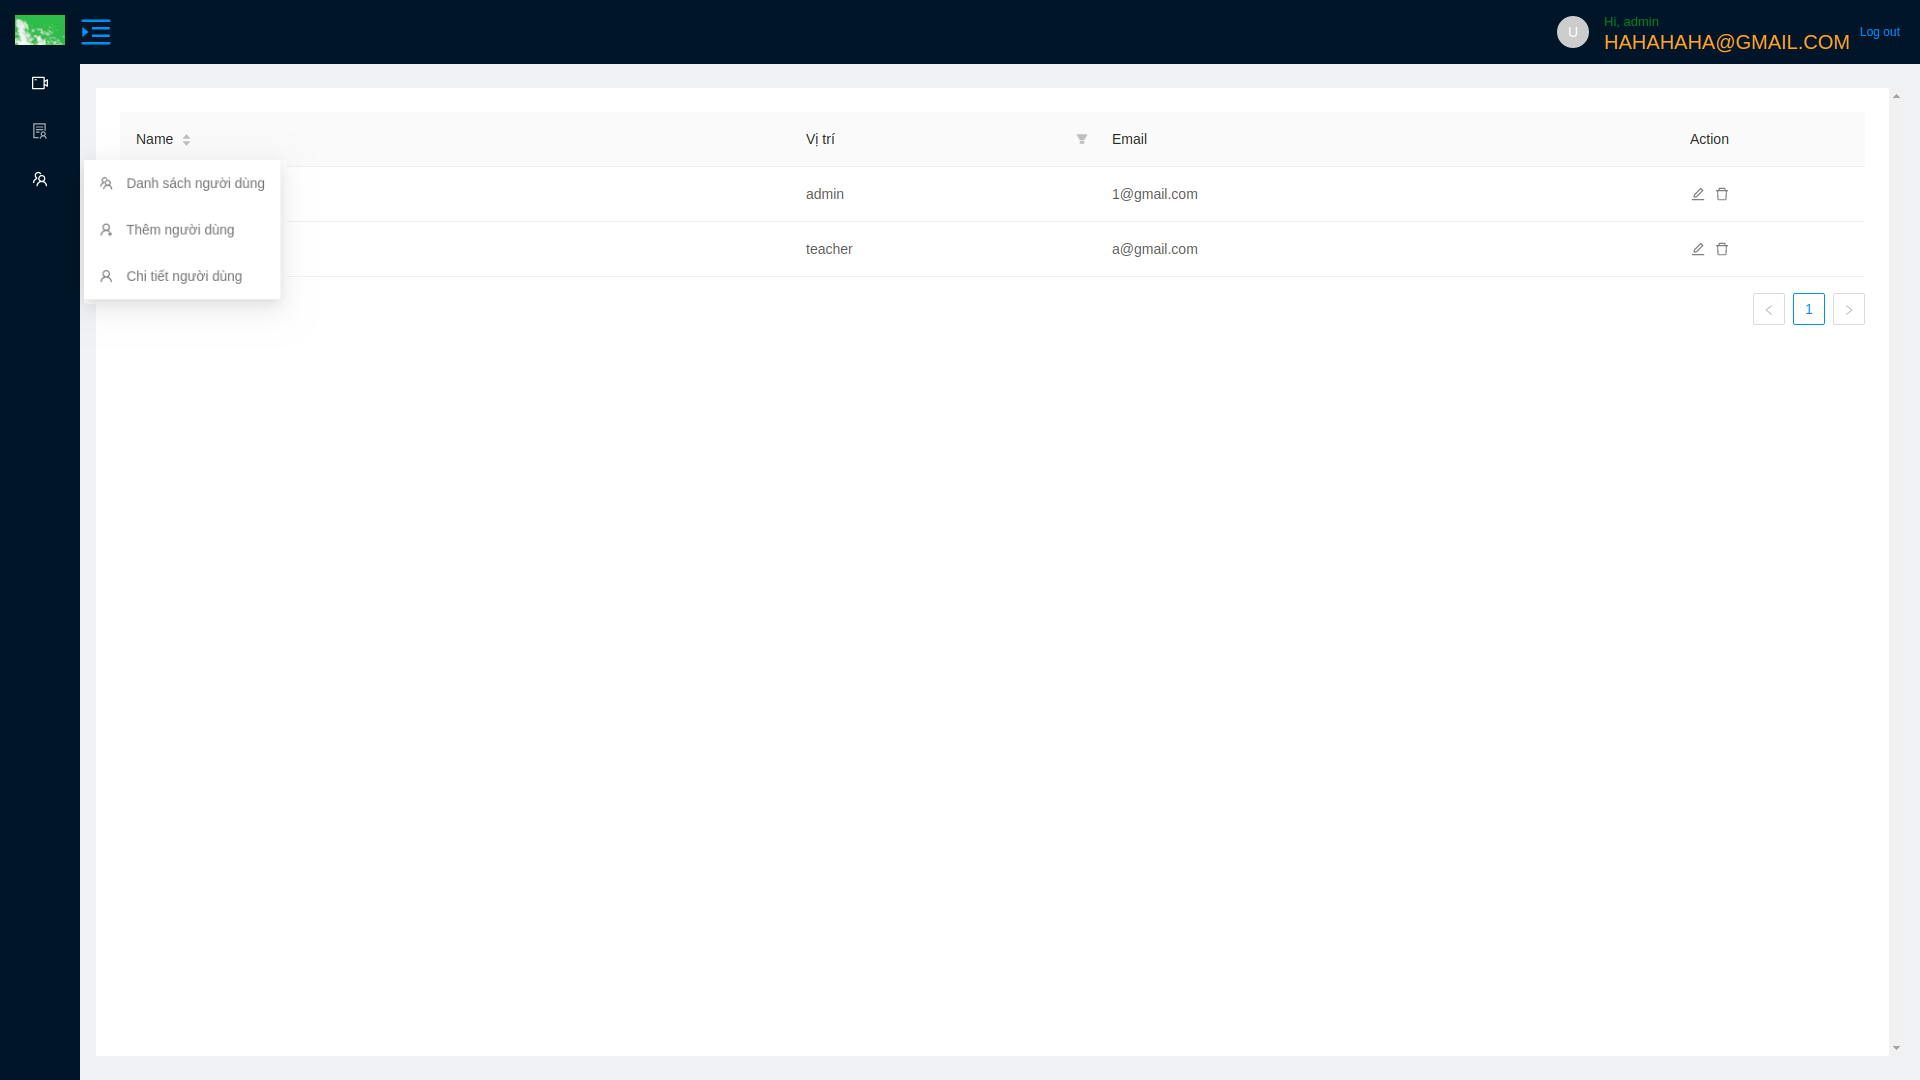 U
Hi, admin
HAHAHAHA@GMAIL.COM
Log out
Name
Vị trí
Email
Action
Danh sách người dùng
admin
1@gmail.com
Thêm người dùng
teacher
a@gmail.com
Chi tiết người dùng
1